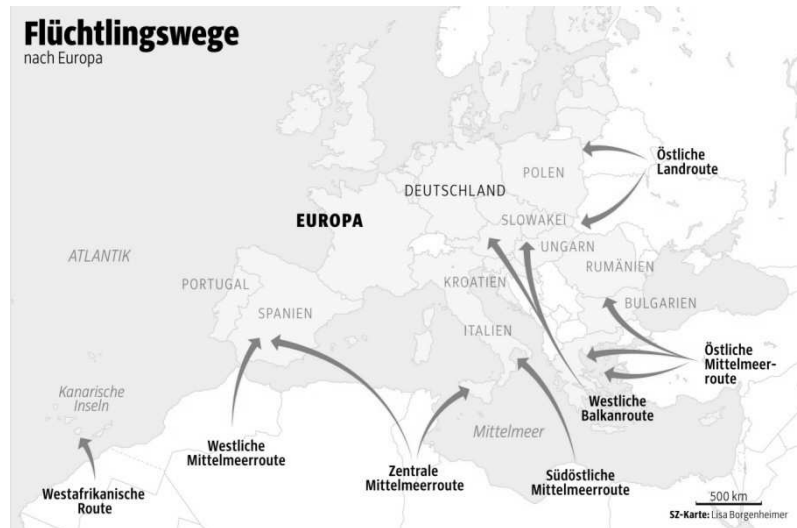 Flüchtlingswege
nach Europa
Östliche
Landroute
POLEN
DEUTSCHLAND
SLOWAKEI
EUROPA
UNGARN
ATLANTIK
RUMÄNIEN
PORTUGAL
KROATIEN
SPANIEN
BULGARIEN
ITALIEN
Östliche
Mittelmeer-
route
Kanarische
Inseln
Westliche
Balkanroute
Mittelmeer
Westliche
Mittelmeerroute
Zentrale
Mittelmeerroute
Südöstliche
Mittelmeerroute
Westafrikanische
Route
500 km
SZ-Karte: Lisa Borgenheimer